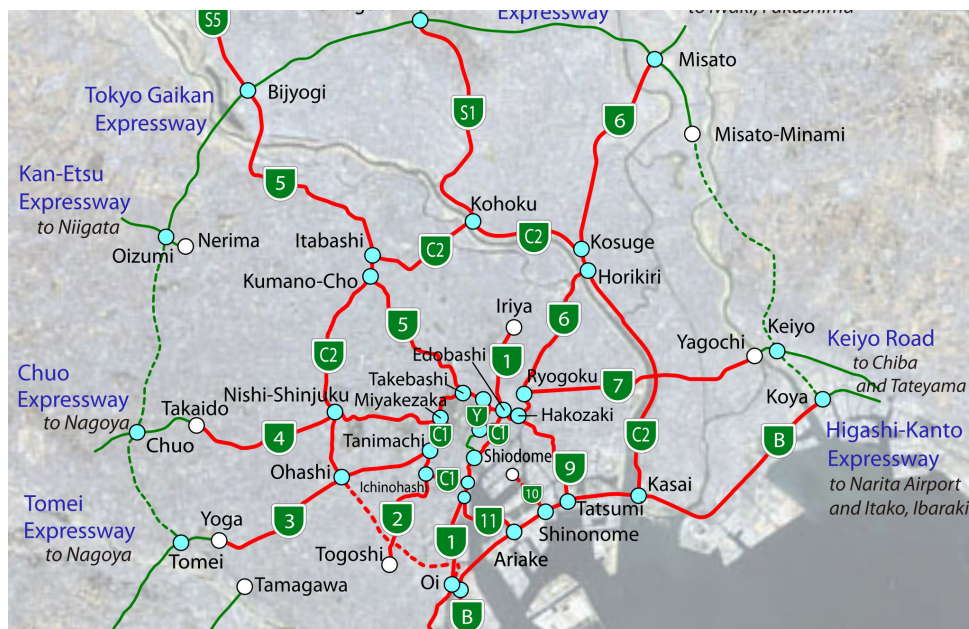 Expressway
S5
Misato
Bijyogi
Tokyo Gaikan
Expressway
S1
6
Misato-Minami
Kan-Etsu
Expressway
to Niigata
5
Kohoku
Oizumi
Nerima
Itabashi
C2
C2
Kosuge
Kumano-Cho
Horikiri
Iriya
5
6
C2
Edobashi
1
Yagochi
Keiyo
Keiyo Road
to Chiba
and Tateyama
Chuo
Expressway
to Nagoya
Takebashi
Ryogoku
7
Nishi-Shinjuku
Miyakezaka
Koya
Takaido
Y
Hakozaki
Chuo
4
Tanimachi
C1
C1
C2
B
Higashi-Kanto
Expressway
to Narita Airport
and Itako, Ibaraki
Shiodome
Ohashi
Ichinohashi
C1
9
Kasai
Tomei
Expressway
to Nagoya
Yoga
3
2
10
Tatsumi
11
Shinonome
Tomei
Togoshi
1
Ariake
Tamagawa
Oi
B